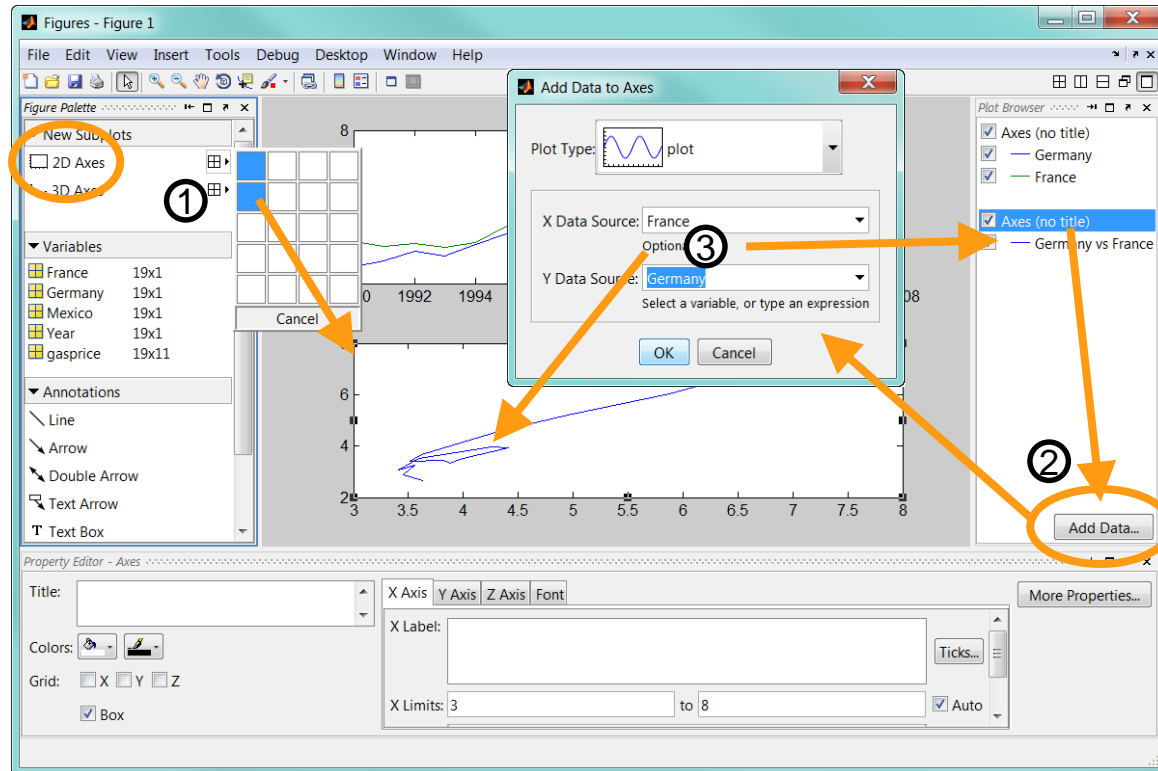 Figures - Figure 1
File Edit View Insert Tools Debug Desktop Window Help
Figure Palette
New Subplots
2D Axes
3D Axes
Cancel
Variables
France 19x1
Germany 19x1
Mexico 19x1
Year 19x1
gasprice 19x11
Annotations
Line
Arrow
Double Arrow
Text Arrow
T Text Box
1
8
0 1992 1994 08
6
4
2
3 3.5 4 4.5 5 5.5 6 6.5 7 7.5 8
Add Data to Axes
Plot Type: plot
X Data Source: France
Optional
3
Y Data Source: Germany
Select a variable, or type an expression
OK Cancel
Plot Browser
Axes (no title)
Germany
France
Axes (no title)
Germany vs France
2
Add Data...
Property Editor - Axes
Title:
Colors:
Grid: X Y Z
Box
X Axis Y Axis Z Axis Font
X Label:
Ticks...
X Limits: 3 to 8 Auto
More Properties...